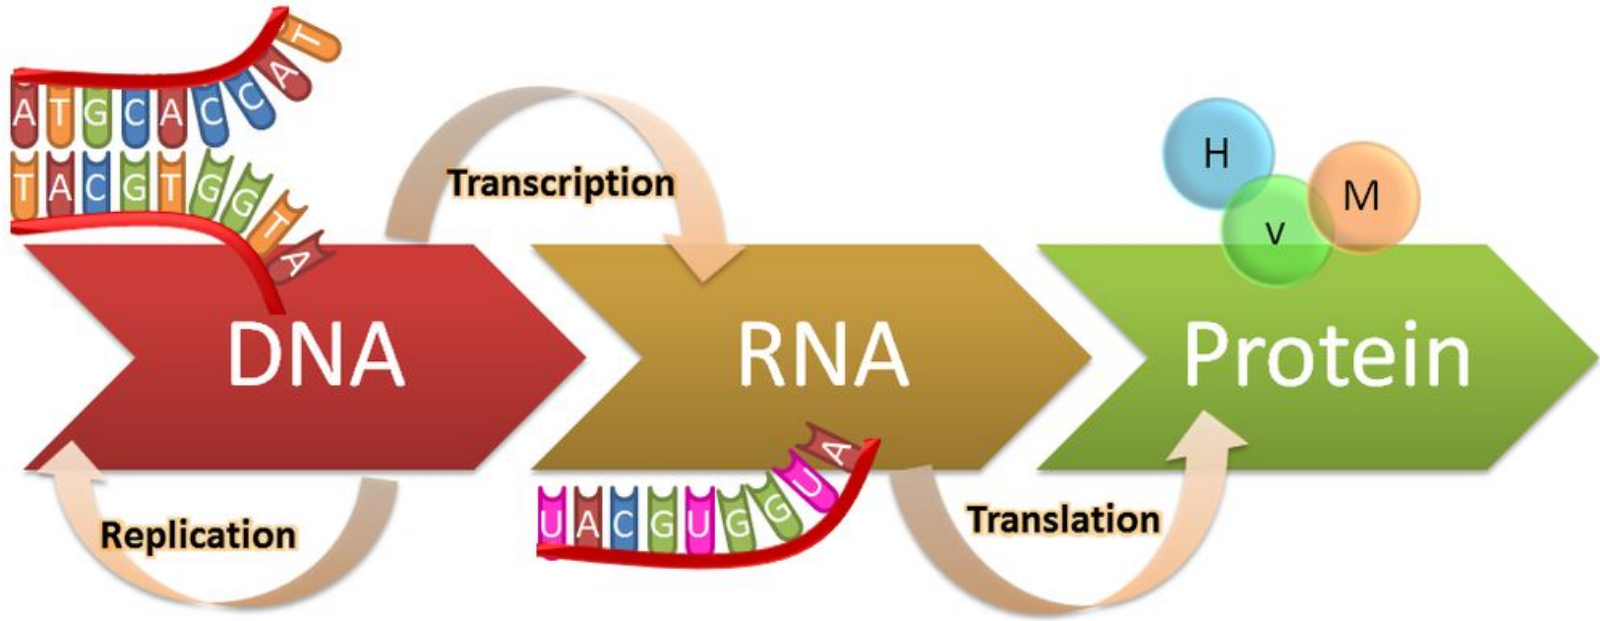 ATGCACCAT
TACGTGGTA
Transcription
H
V
M
DNA
RNA
Protein
UACGUGGUA
Replication
Translation